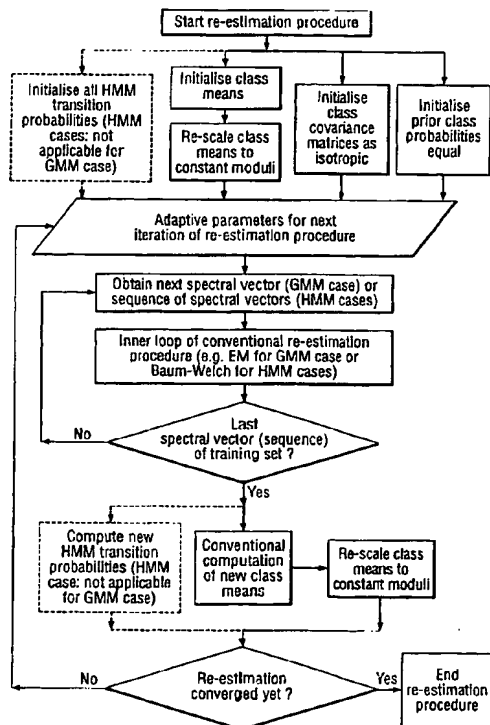 Start re-estimation procedure
Initialise all HMM
transition
probabilities (HMM
cases: not
applicable for
GMM case)
Initialise class
means
Re-scale class
means to
constant moduli
Initialise
class
covariance
matrices as
isotropic
Initialise
prior class
probabilities
equal
Adaptive parameters for next
iteration of re-estimation procedure
Obtain next spectral vector (GMM case) or
sequence of spectral vectors (HMM cases)
Inner loop of conventional re-estimation
procedure (e.g. EM for GMM case or
Baum-Welch for HMM cases)
Last
spectral vector (sequence)
of training set ?
No
Yes
Compute new
HMM transition
probabilities (HMM
case: not applicable
for GMM case)
Conventional
computation
of new class
means
Re-scale class
means to
constant moduli
Re-estimation
converged yet ?
No
Yes
End
re-estimation
procedure